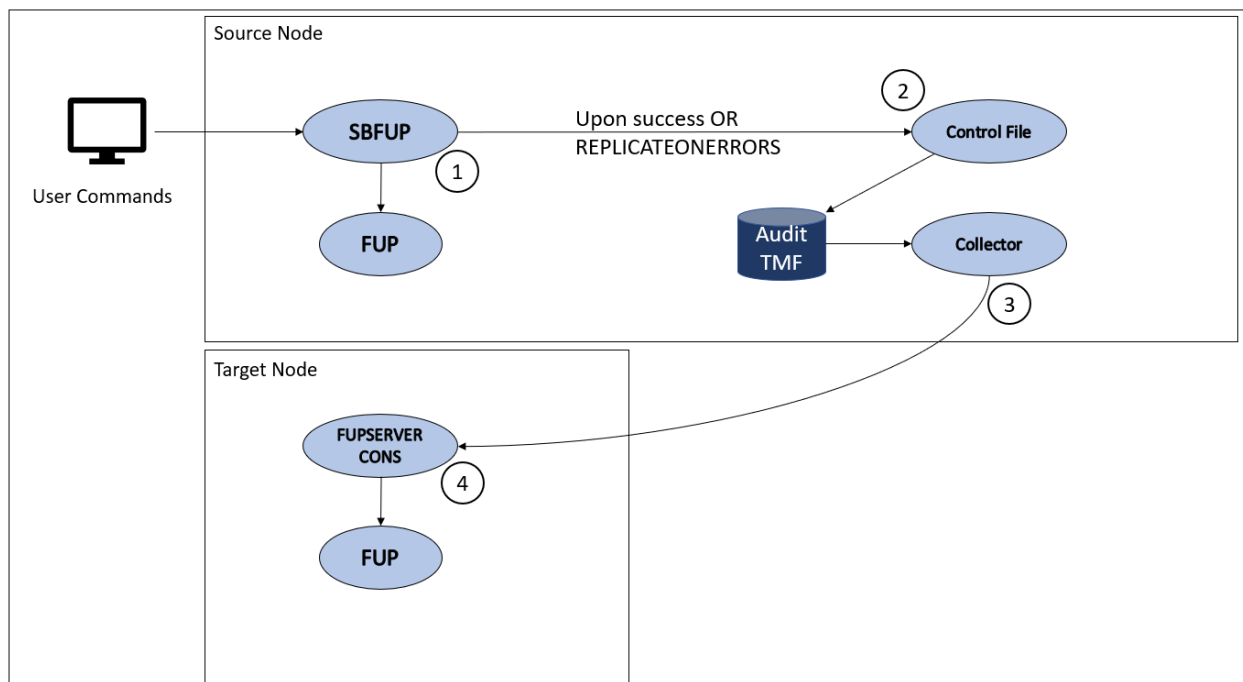 Source Node
User Commands
SBFUP
1
FUP
Upon success OR
REPLICATEONERRORS
2
Control File
Audit
TMF
Collector
3
Target Node
FUPSERVER
CONS
4
FUP